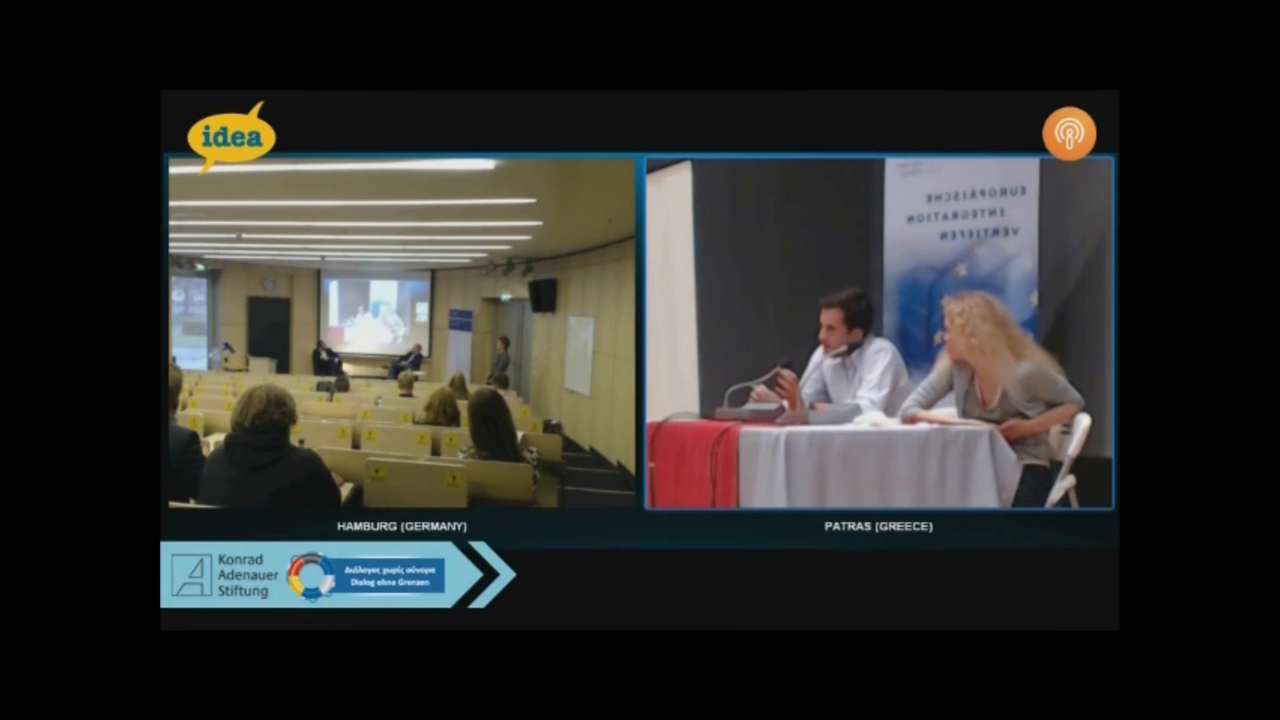 idea
EUROPÄISCHE
INTEGRATION
VERTIEFEN
HAMBURG (GERMANY)
PATRAS (GREECE)
Konrad
Adenauer
Stiftung
Διάλογος χωρίς σύνορα
Dialog ohne Grenzen